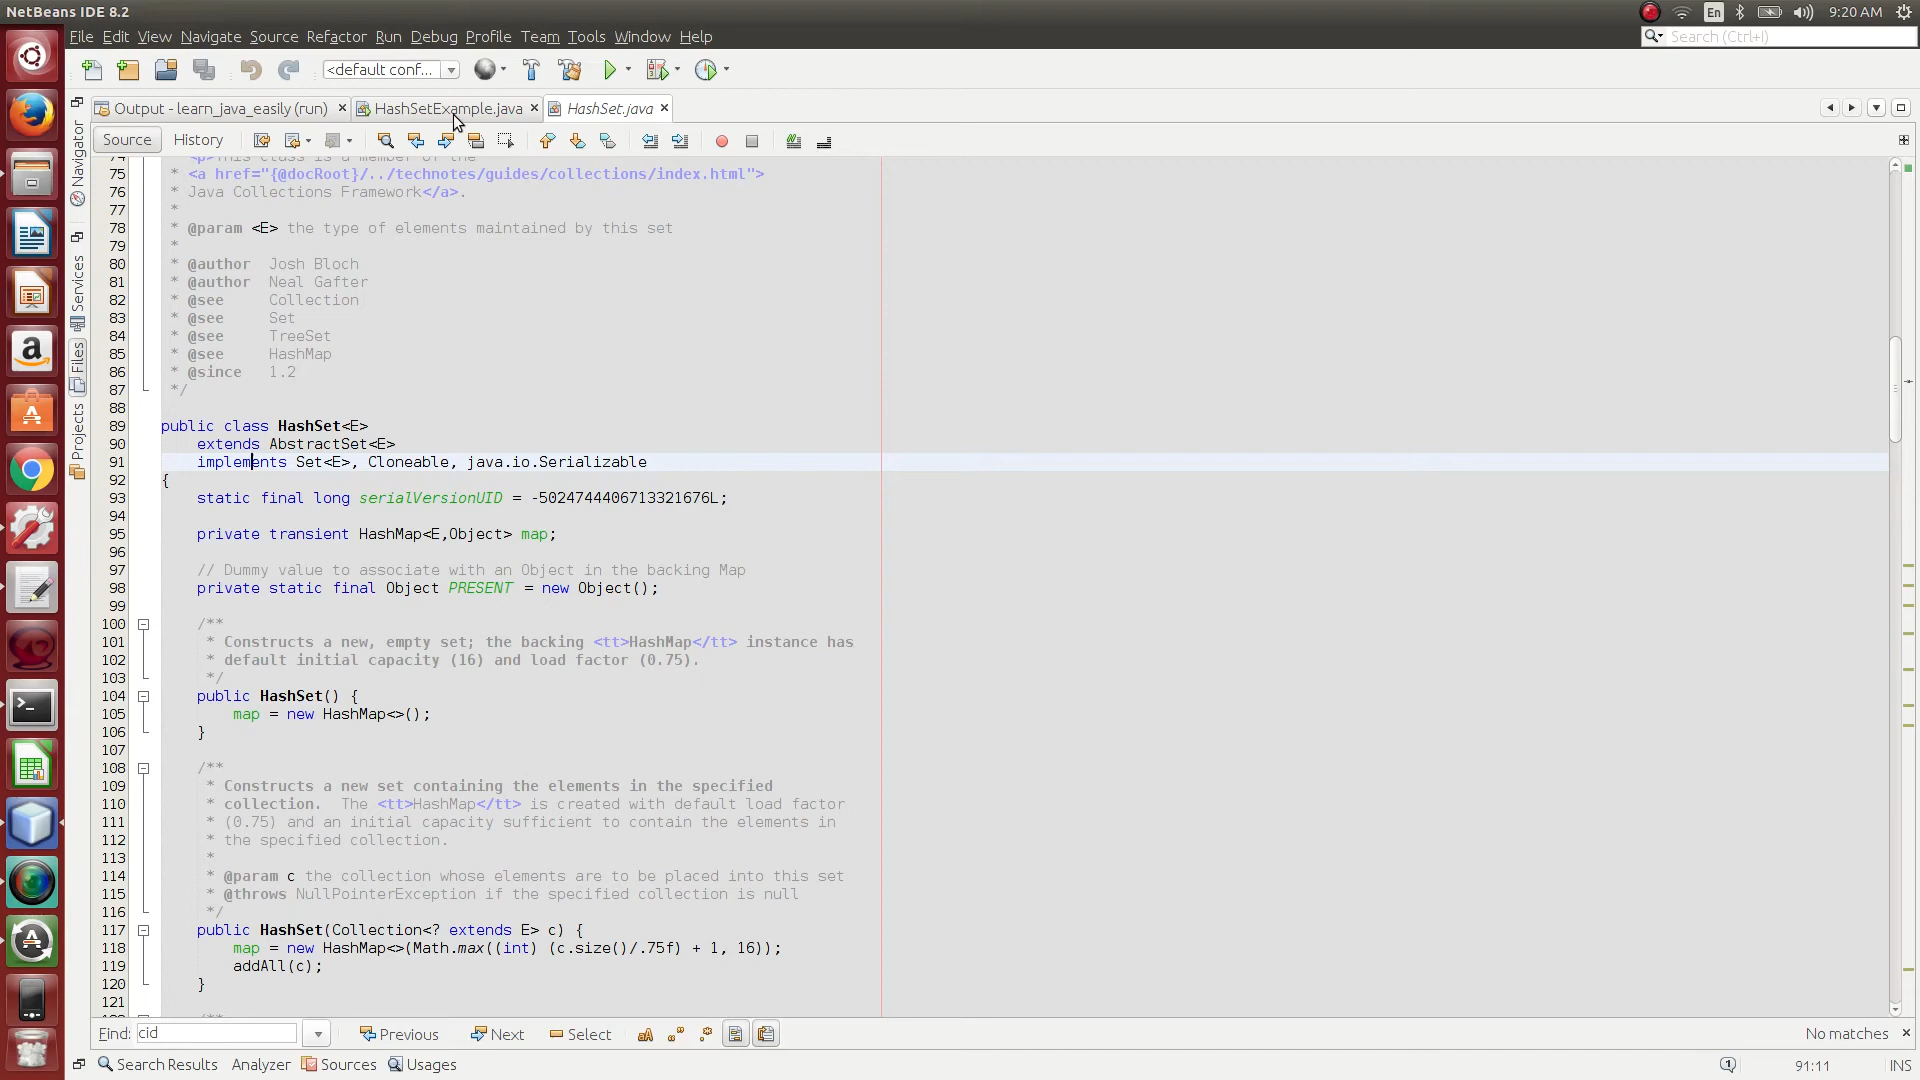 NetBeans IDE 8.2
En
9:20 AM
File Edit View Navigate Source Refactor Run Debug Profile Team Tools Window Help
Search (Ctrl+I)
<default conf...
Output - learn_java_easily (run)
HashSetExample.java
HashSet.java
Source
History
Navigator
Services
Files
Projects
74 * <p>This class is a member of the
75 * <a href="{@docRoot}/../technotes/guides/collections/index.html">
76 * Java Collections Framework</a>.
77 *
78 * @param <E> the type of elements maintained by this set
79 *
80 * @author Josh Bloch
81 * @author Neal Gafter
82 * @see Collection
83 * @see Set
84 * @see TreeSet
85 * @see HashMap
86 * @since 1.2
87 */
88
89 public class HashSet<E>
90 extends AbstractSet<E>
91 implements Set<E>, Cloneable, java.io.Serializable
92 {
93 static final long serialVersionUID = -5024744406713321676L;
94
95 private transient HashMap<E,Object> map;
96
97 // Dummy value to associate with an Object in the backing Map
98 private static final Object PRESENT = new Object();
99
100 /**
101 * Constructs a new, empty set; the backing <tt>HashMap</tt> instance has
102 * default initial capacity (16) and load factor (0.75).
103 */
104 public HashSet() {
105 map = new HashMap<>();
106 }
107
108 /**
109 * Constructs a new set containing the elements in the specified
110 * collection. The <tt>HashMap</tt> is created with default load factor
111 * (0.75) and an initial capacity sufficient to contain the elements in
112 * the specified collection.
113 *
114 * @param c the collection whose elements are to be placed into this set
115 * @throws NullPointerException if the specified collection is null
116 */
117 public HashSet(Collection<? extends E> c) {
118 map = new HashMap<>(Math.max((int) (c.size()/.75f) + 1, 16));
119 addAll(c);
120 }
121
Find: cid
Previous
Next
Select
No matches
Search Results
Analyzer
Sources
Usages
91:11
INS